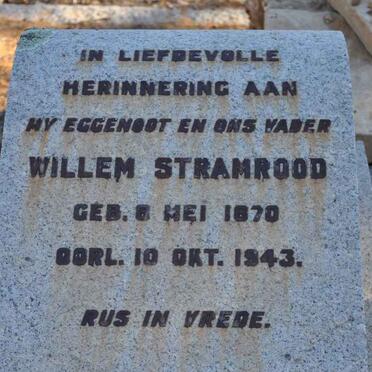 IN LIEFDEVOLLE
HERINNERING AAN
MY EGGENOOT EN ONS VADER
WILLEM STRAMROOD
GEB. 8 MEI 1870
OORL. 10 OKT. 1943.
RUS IN VREDE.